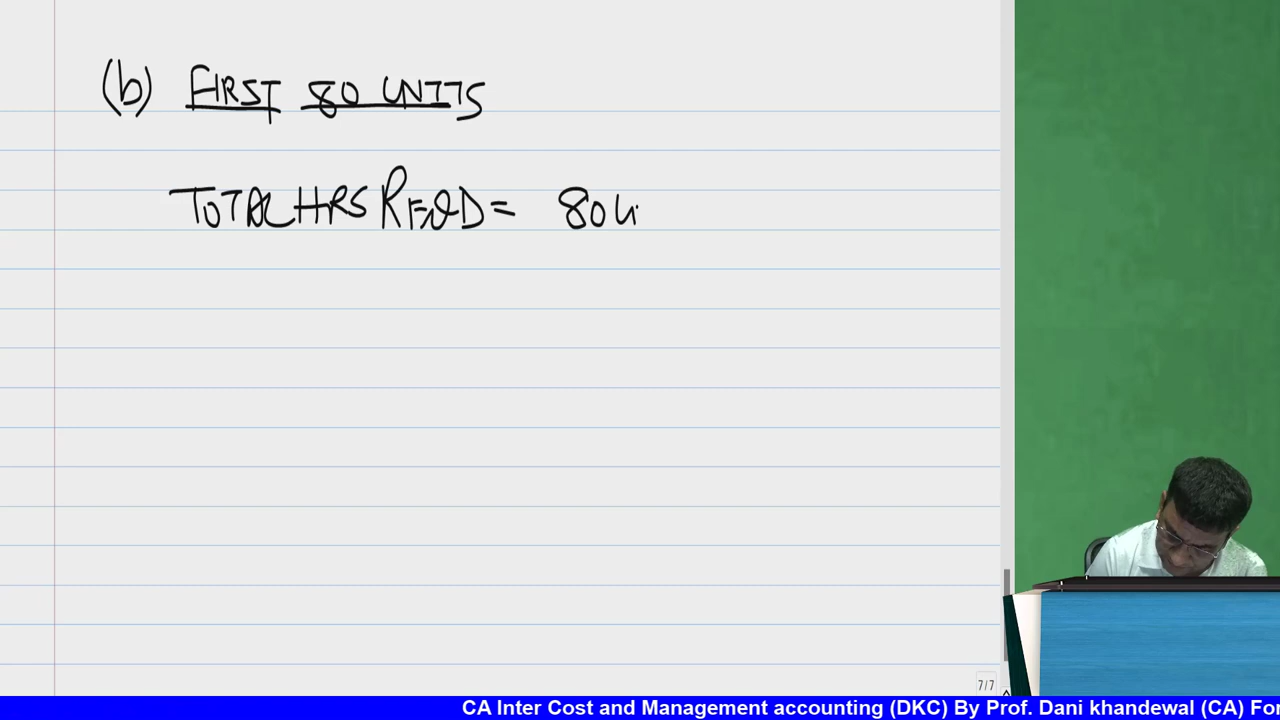 (b) FIRST 80 UNITS
TOTAL HRS REQD = 80 u
7/7
CA Inter Cost and Management accounting (DKC) By Prof. Dani khandewal (CA) Fo